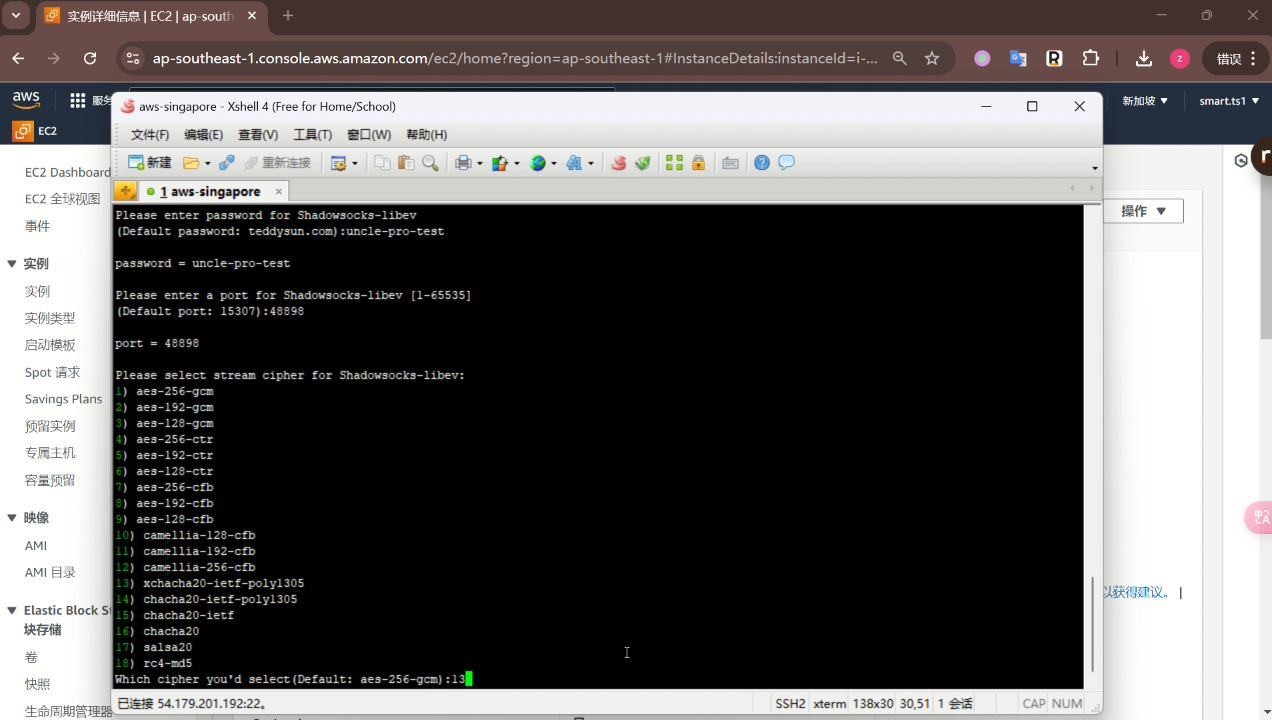 实例详细信息 | EC2 | ap-south
ap-southeast-1.console.aws.amazon.com/ec2/home?region=ap-southeast-1#InstanceDetails:instanceId=i-...
错误
aws
服务
新加坡
smart.ts1
EC2
EC2 Dashboard
EC2 全球视图
事件
实例
实例
实例类型
启动模板
Spot 请求
Savings Plans
预留实例
专属主机
容量预留
映像
AMI
AMI 目录
Elastic Block S
块存储
卷
快照
生命周期管理器
操作
以获得建议。 |
aws-singapore - Xshell 4 (Free for Home/School)
文件(F) 编辑(E) 查看(V) 工具(T) 窗口(W) 帮助(H)
新建 重新连接
1 aws-singapore
Please enter password for Shadowsocks-libev
(Default password: teddysun.com):uncle-pro-test
password = uncle-pro-test
Please enter a port for Shadowsocks-libev [1-65535]
(Default port: 15307):48898
port = 48898
Please select stream cipher for Shadowsocks-libev:
1) aes-256-gcm
2) aes-192-gcm
3) aes-128-gcm
4) aes-256-ctr
5) aes-192-ctr
6) aes-128-ctr
7) aes-256-cfb
8) aes-192-cfb
9) aes-128-cfb
10) camellia-128-cfb
11) camellia-192-cfb
12) camellia-256-cfb
13) xchacha20-ietf-poly1305
14) chacha20-ietf-poly1305
15) chacha20-ietf
16) chacha20
17) salsa20
18) rc4-md5
Which cipher you'd select(Default: aes-256-gcm):13
已连接 54.179.201.192:22。
SSH2 xterm 138x30 30,51 1 会话 CAP NUM